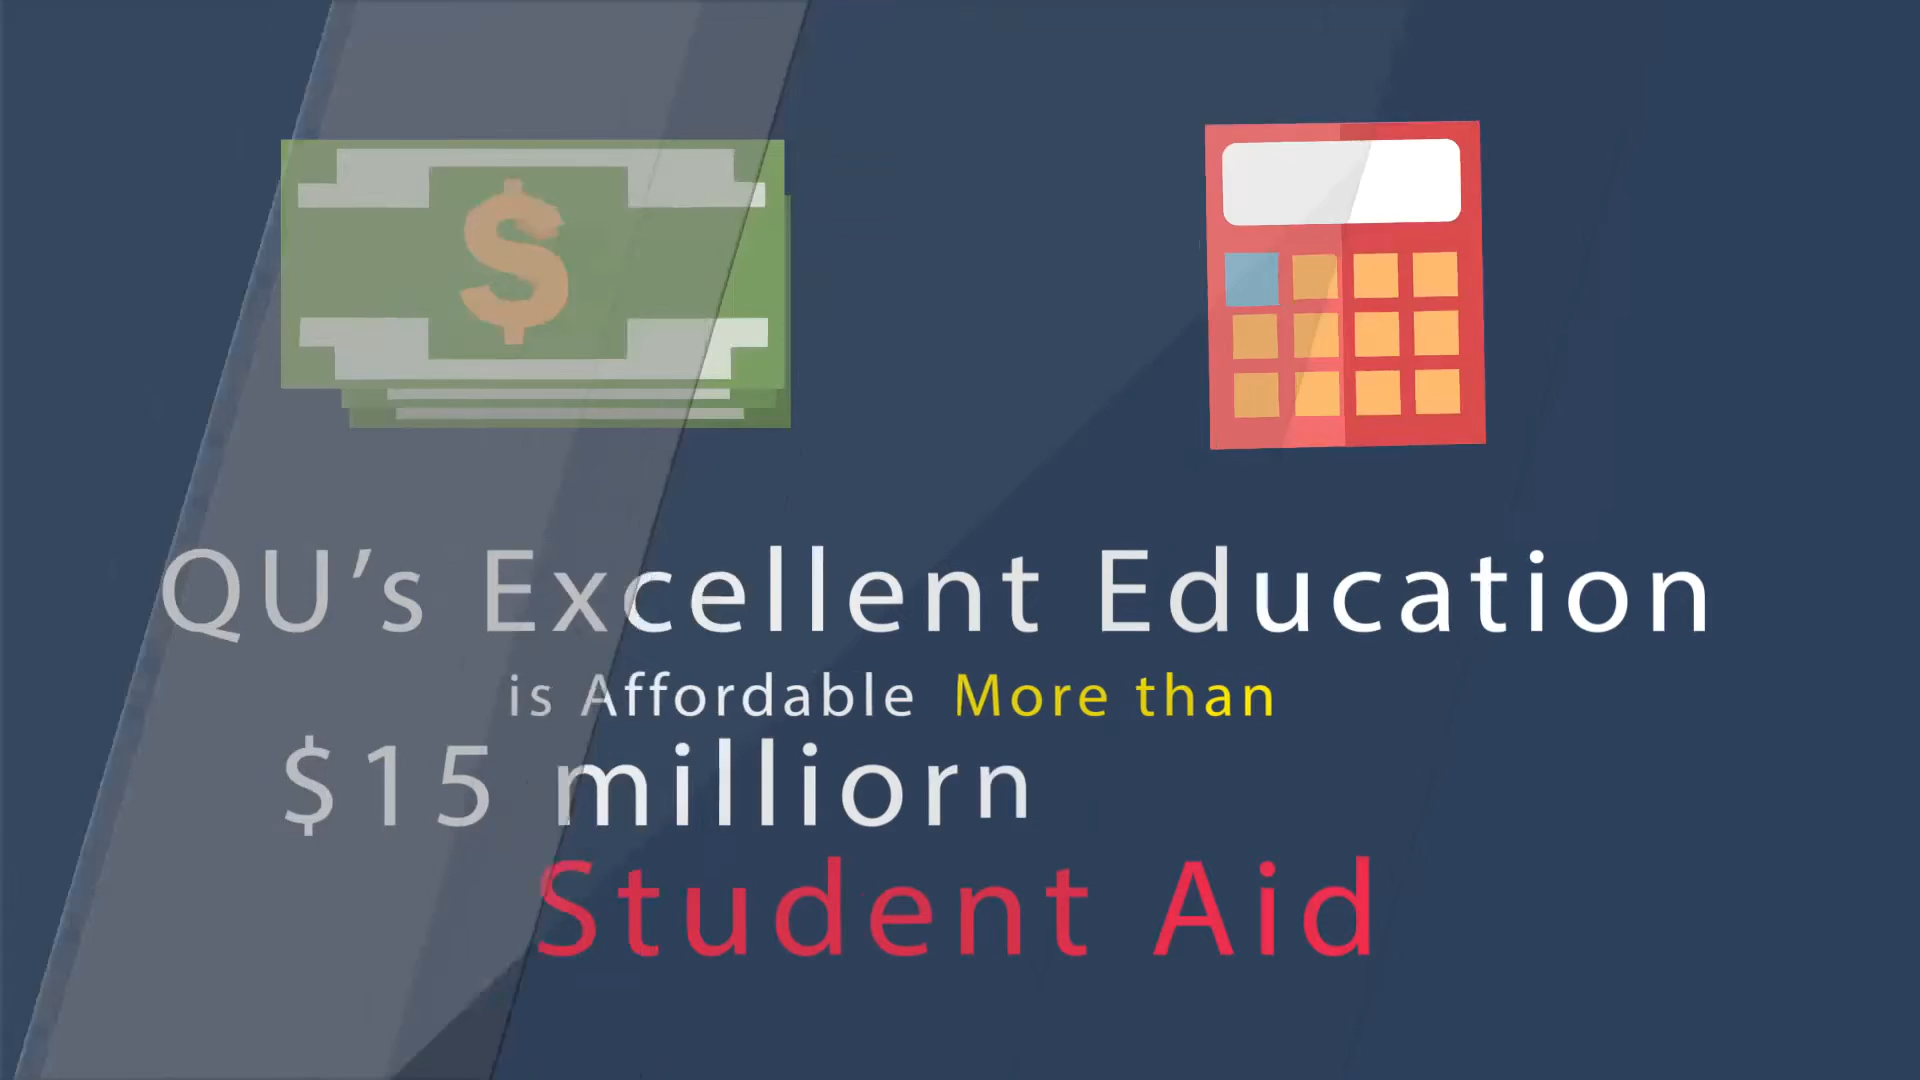 $
QU’s Excellent Education
is Affordable More than
$15 milliorn
Student Aid